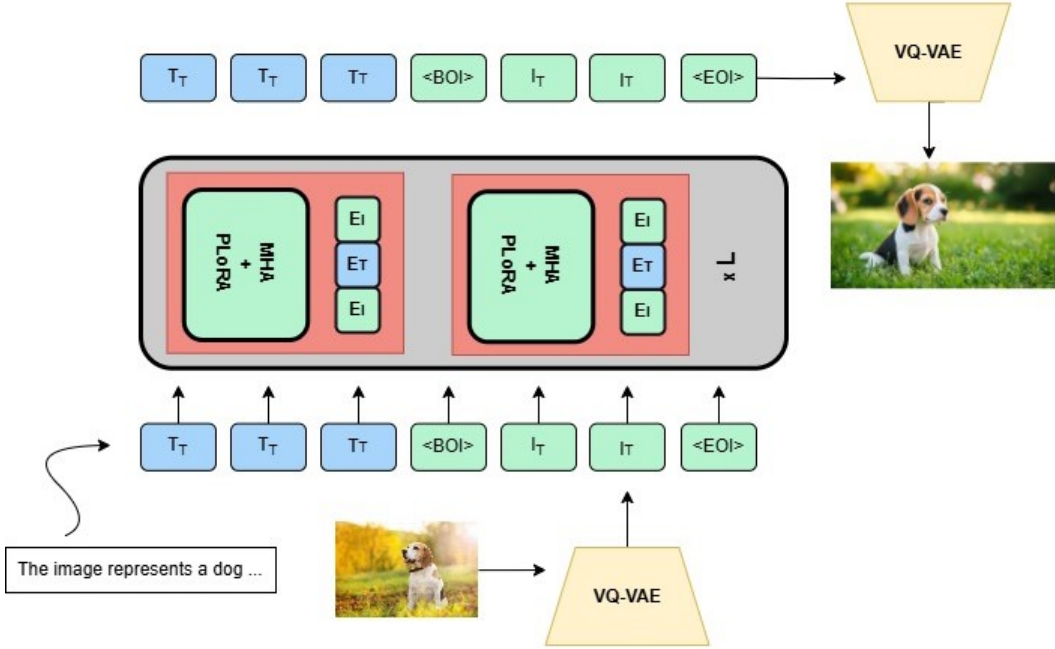 T_T T_T T_T <BOI> I_T I_T <EOI>
VQ-VAE
MHA
+
PLoRA
E_I
E_T
E_I
MHA
+
PLoRA
E_I
E_T
E_I
x L
T_T T_T T_T <BOI> I_T I_T <EOI>
The image represents a dog ...
VQ-VAE